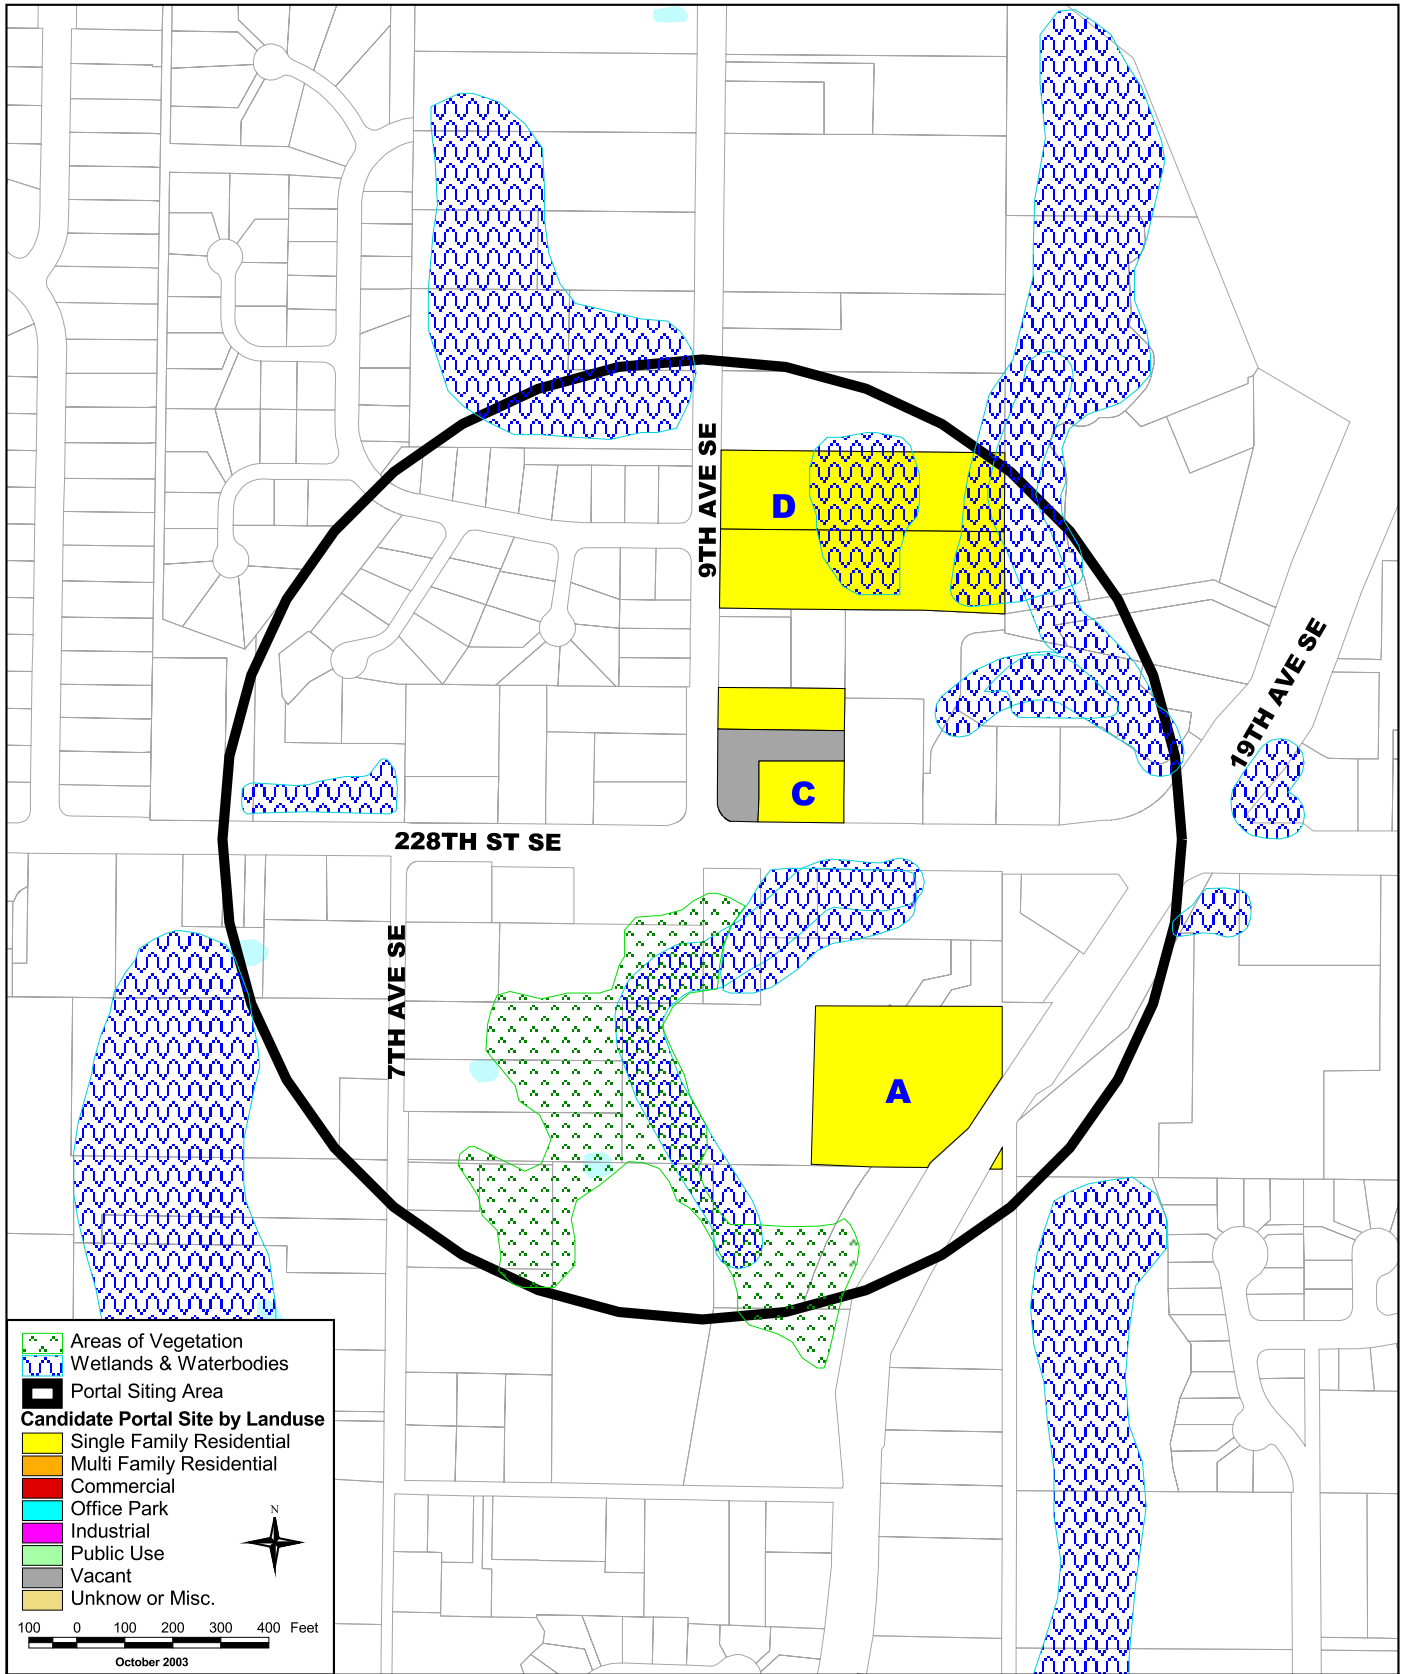 D
9TH AVE SE
19TH AVE SE
C
228TH ST SE
7TH AVE SE
A
Areas of Vegetation
Wetlands & Waterbodies
Portal Siting Area
Candidate Portal Site by Landuse
Single Family Residential
Multi Family Residential
Commercial
Office Park
Industrial
Public Use
Vacant
Unknow or Misc.
N
100 0 100 200 300 400 Feet
October 2003